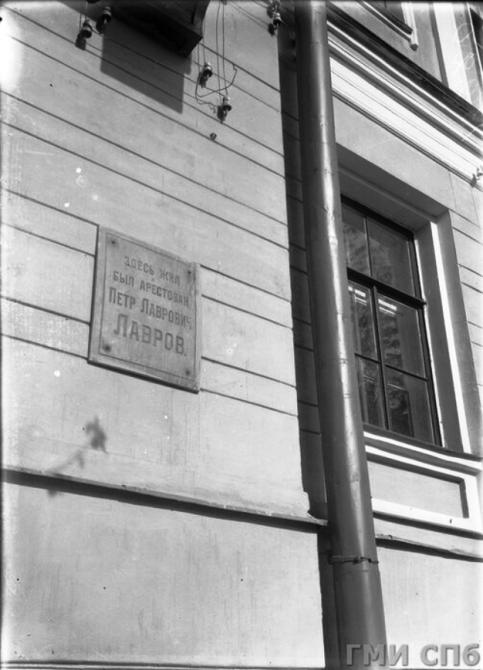 ЗДЕСЬ ЖИЛ
БЫЛ АРЕСТОВАН
ПЕТР ЛАВРОВИЧ
ЛАВРОВ.
ГМИ СПб